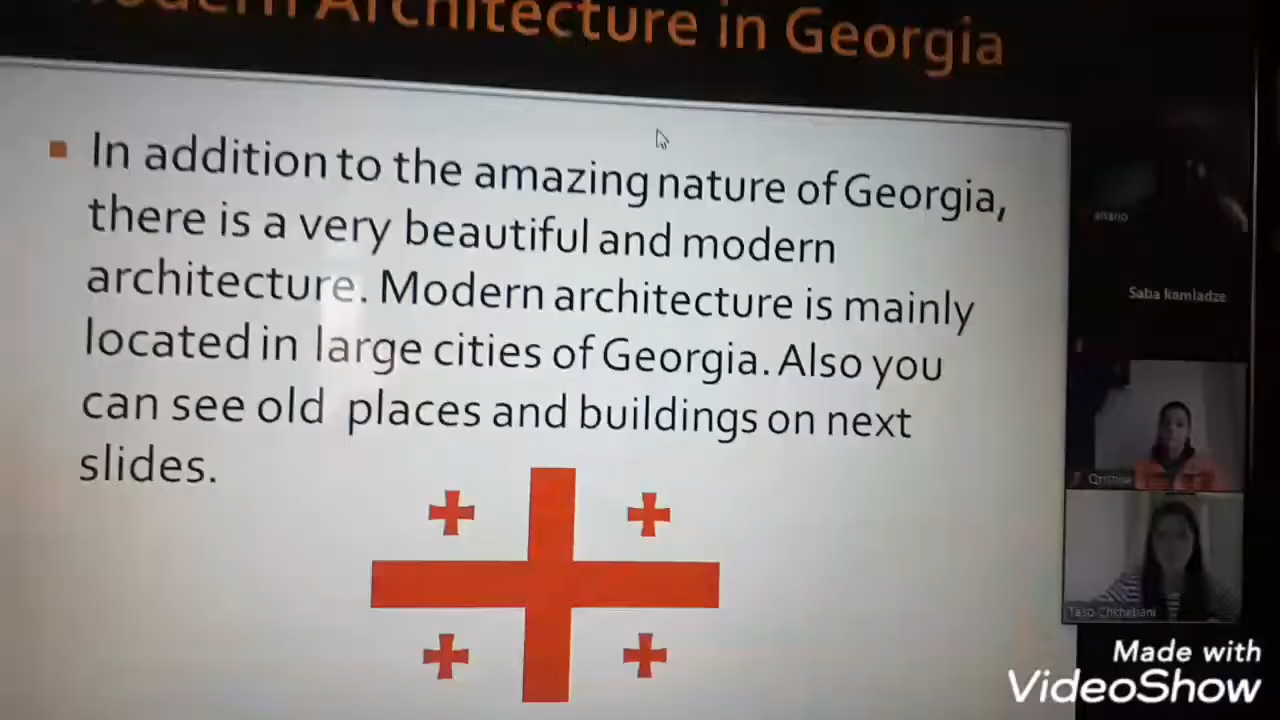 Modern Architecture in Georgia
In addition to the amazing nature of Georgia,
there is a very beautiful and modern
architecture. Modern architecture is mainly
located in large cities of Georgia. Also you
can see old places and buildings on next
slides.
anano
Saba kamladze
Made with
VideoShow